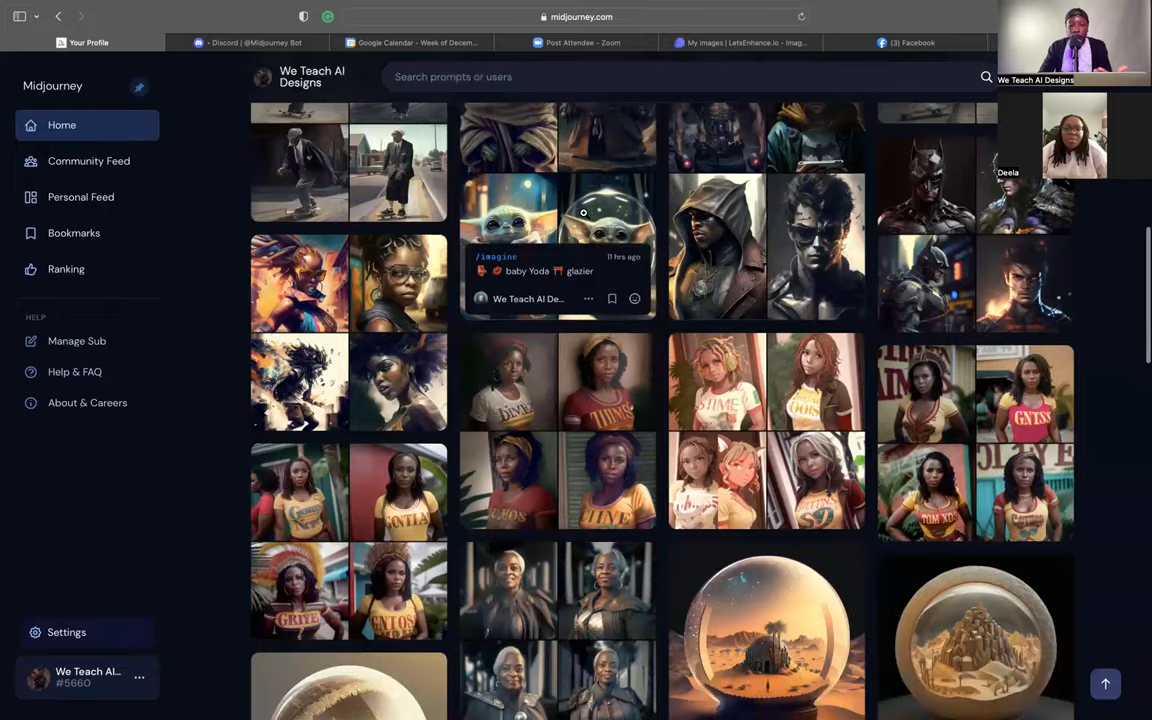 midjourney.com
Your Profile
• Discord | @Midjourney Bot
Google Calendar - Week of Decem...
Post Attendee - Zoom
My images | LetsEnhance.io - Imag...
(3) Facebook
Midjourney
We Teach AI
Designs
Search prompts or users
We Teach AI Designs
Deela
Home
Community Feed
Personal Feed
Bookmarks
Ranking
HELP
Manage Sub
Help & FAQ
About & Careers
/imagine
11 hrs ago
baby Yoda ⛩️ glazier
We Teach AI De...
GNTSS
GRIYE
Settings
We Teach AI...
#5660